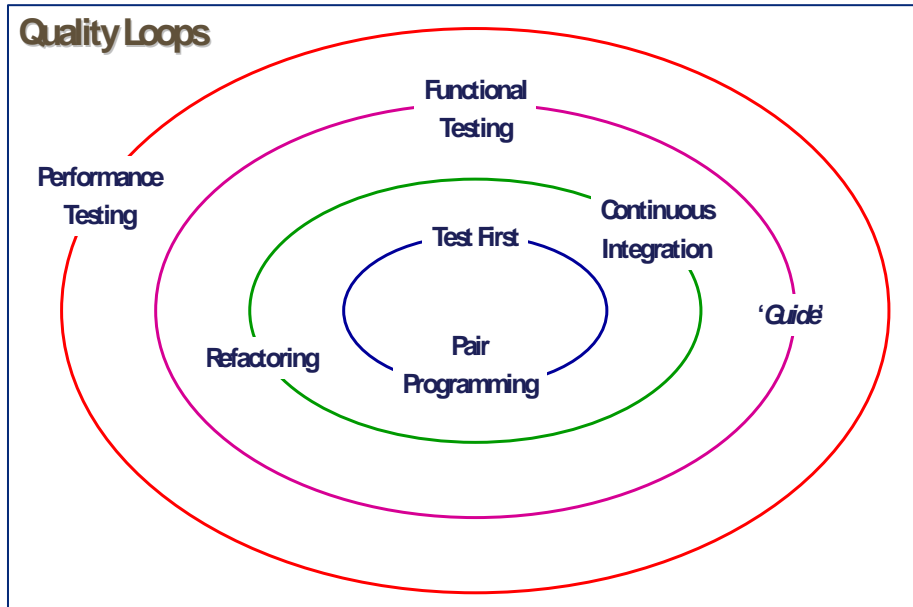 Quality Loops
Functional
Testing
Performance
Testing
Continuous
Integration
Test First
'Guide'
Refactoring
Pair
Programming